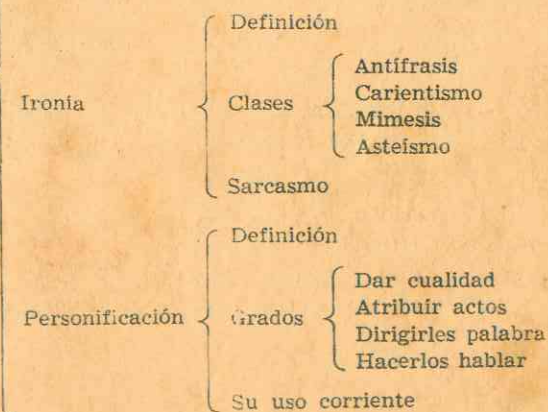 Definición
Antífrasis
Carientismo
Ironía
Clases
Mimesis
Asteísmo
Sarcasmo
Definición
Dar cualidad
Atribuir actos
Personificación
Grados
Dirigirles palabra
Hacerlos hablar
Su uso corriente